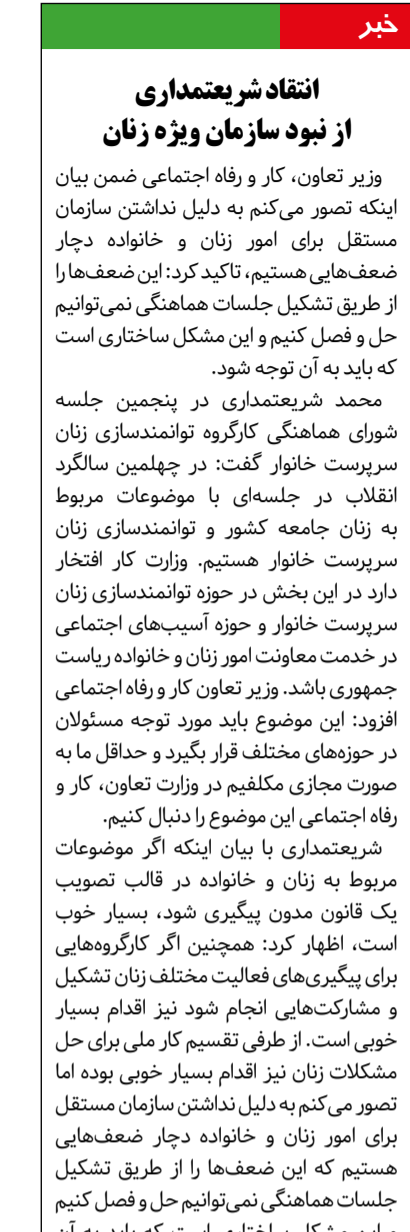 خبر
انتقاد شریعتمداری
از نبود سازمان ویژه زنان
وزیر تعاون، کار و رفاه اجتماعی ضمن بیان
اینکه تصور می‌کنم به دلیل نداشتن سازمان
مستقل برای امور زنان و خانواده دچار
ضعف‌هایی هستیم، تاکید کرد: این ضعف‌ها را
از طریق تشکیل جلسات هماهنگی نمی‌توانیم
حل و فصل کنیم و این مشکل ساختاری است
که باید به آن توجه شود.
محمد شریعتمداری در پنجمین جلسه
شورای هماهنگی کارگروه توانمندسازی زنان
سرپرست خانوار گفت: در چهلمین سالگرد
انقلاب در جلسه‌ای با موضوعات مربوط
به زنان جامعه کشور و توانمندسازی زنان
سرپرست خانوار هستیم. وزارت کار افتخار
دارد در این بخش در حوزه توانمندسازی زنان
سرپرست خانوار و حوزه آسیب‌های اجتماعی
در خدمت معاونت امور زنان و خانواده ریاست
جمهوری باشد. وزیر تعاون کار و رفاه اجتماعی
افزود: این موضوع باید مورد توجه مسئولان
در حوزه‌های مختلف قرار بگیرد و حداقل ما به
صورت مجازی مکلفیم در وزارت تعاون، کار و
رفاه اجتماعی این موضوع را دنبال کنیم.
شریعتمداری با بیان اینکه اگر موضوعات
مربوط به زنان و خانواده در قالب تصویب
یک قانون مدون پیگیری شود، بسیار خوب
است، اظهار کرد: همچنین اگر کارگروه‌هایی
برای پیگیری‌های فعالیت مختلف زنان تشکیل
و مشارکت‌هایی انجام شود نیز اقدام بسیار
خوبی است. از طرفی تقسیم کار ملی برای حل
مشکلات زنان نیز اقدام بسیار خوبی بوده اما
تصور می‌کنم به دلیل نداشتن سازمان مستقل
برای امور زنان و خانواده دچار ضعف‌هایی
هستیم که این ضعف‌ها را از طریق تشکیل
جلسات هماهنگی نمی‌توانیم حل و فصل کنیم